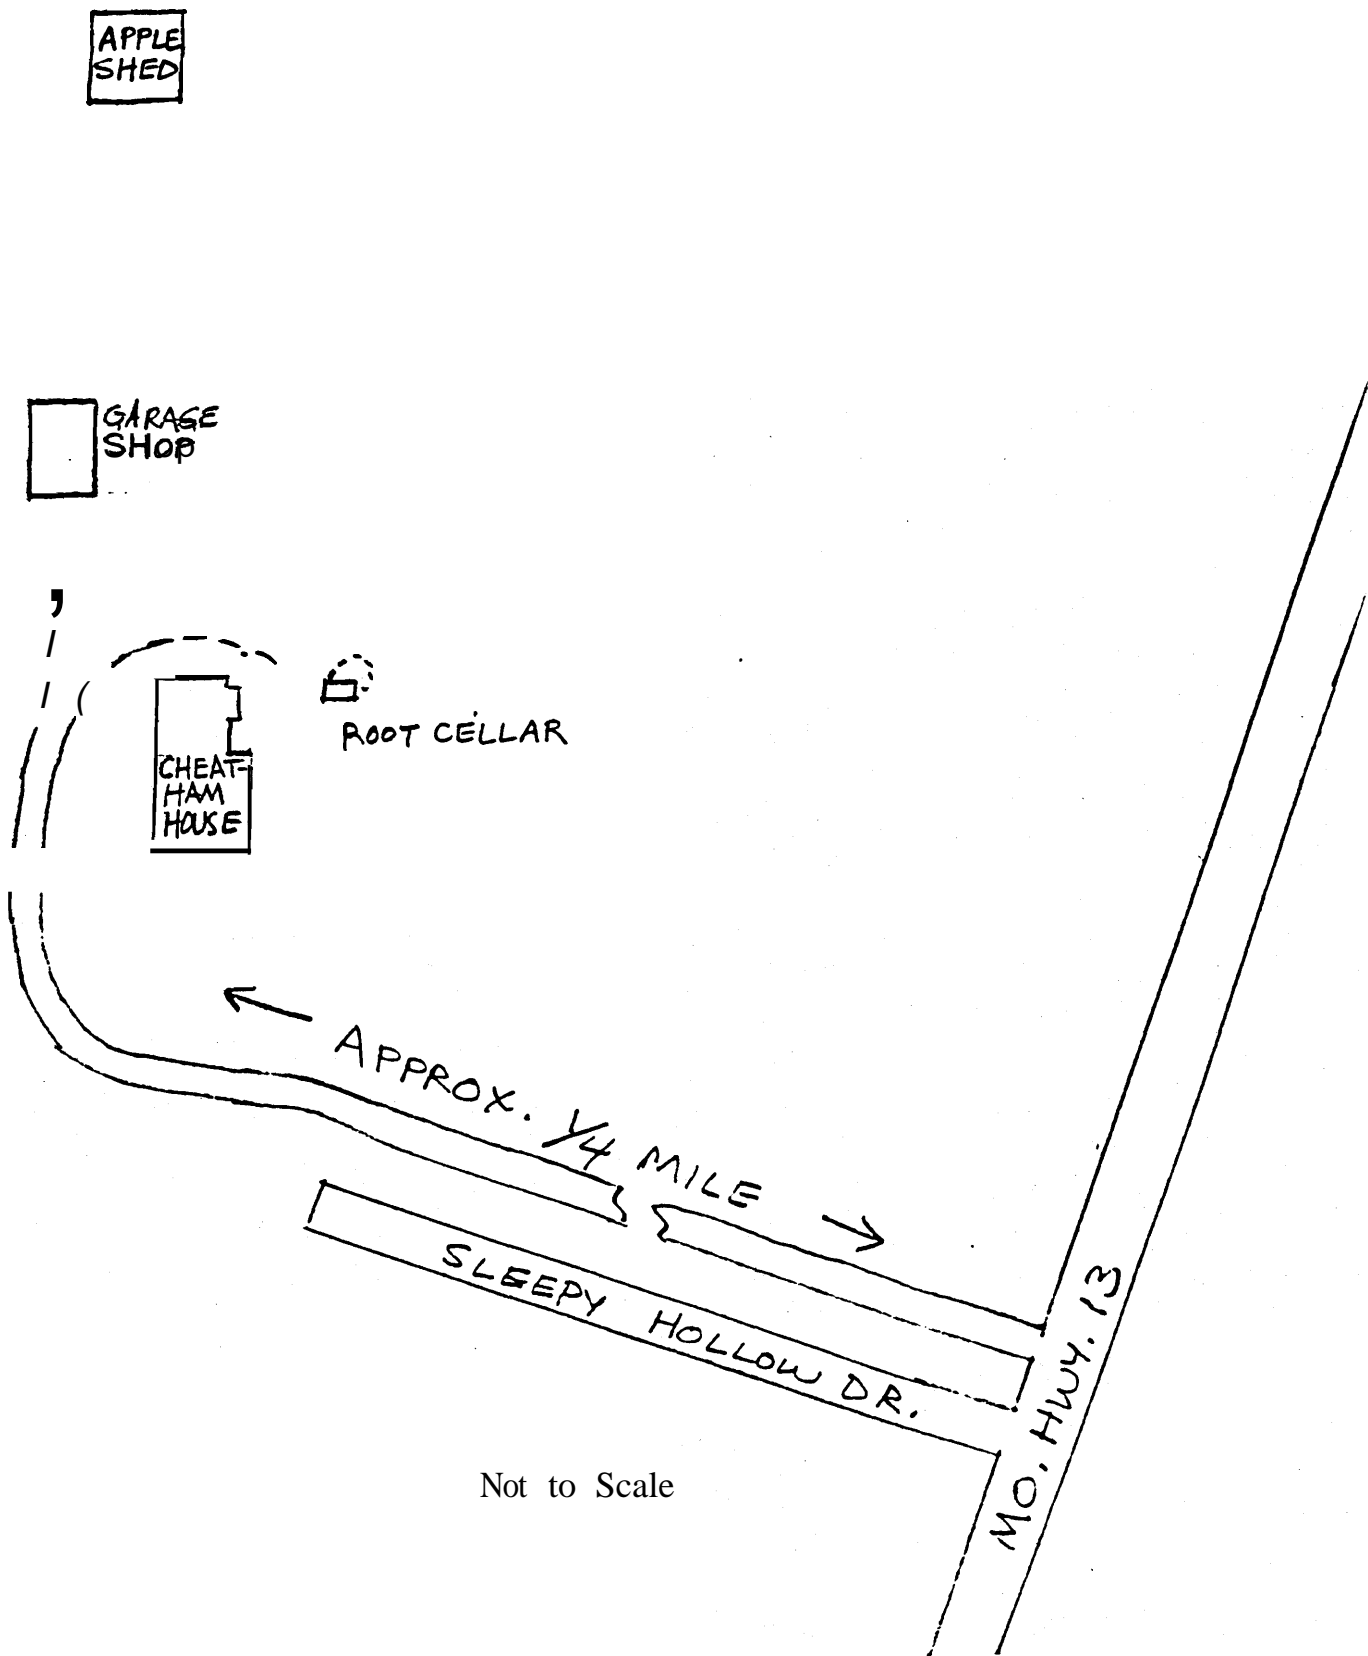 APPLE
SHED
GARAGE
SHOP
ROOT CELLAR
CHEAT-
HAM
HOUSE
APPROX. 1/4 MILE
SLEEPY HOLLOW DR.
MO. HWY. 13
Not to Scale